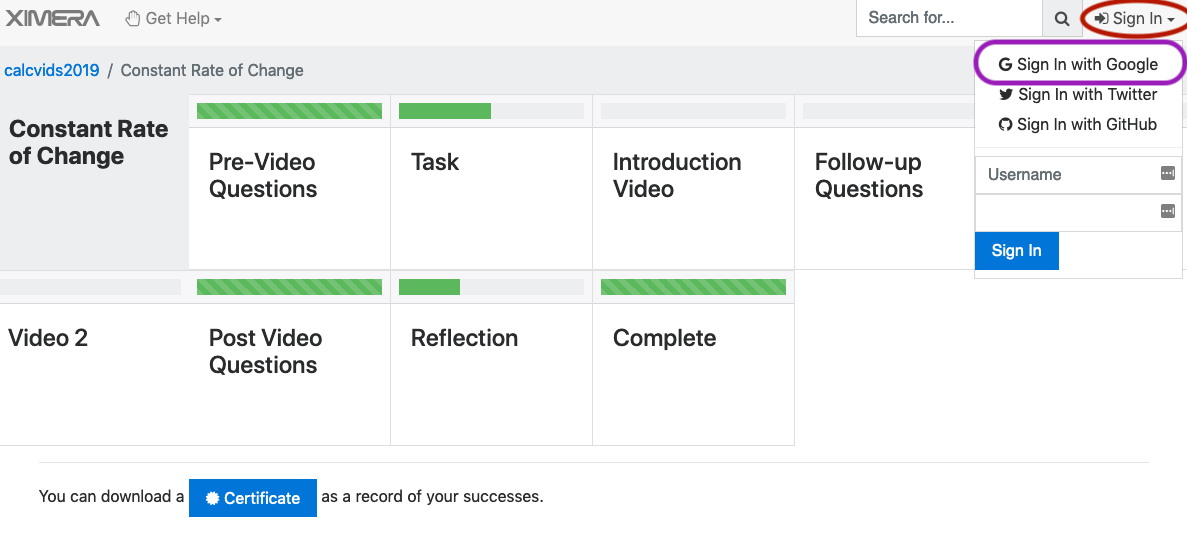 XIMERA Get Help Search for... Sign In
calcvids2019 / Constant Rate of Change
Sign In with Google
Sign In with Twitter
Sign In with GitHub
Username
Sign In
Constant Rate
of Change
Pre-Video
Questions
Task
Introduction
Video
Follow-up
Questions
Video 2
Post Video
Questions
Reflection
Complete
You can download a Certificate as a record of your successes.